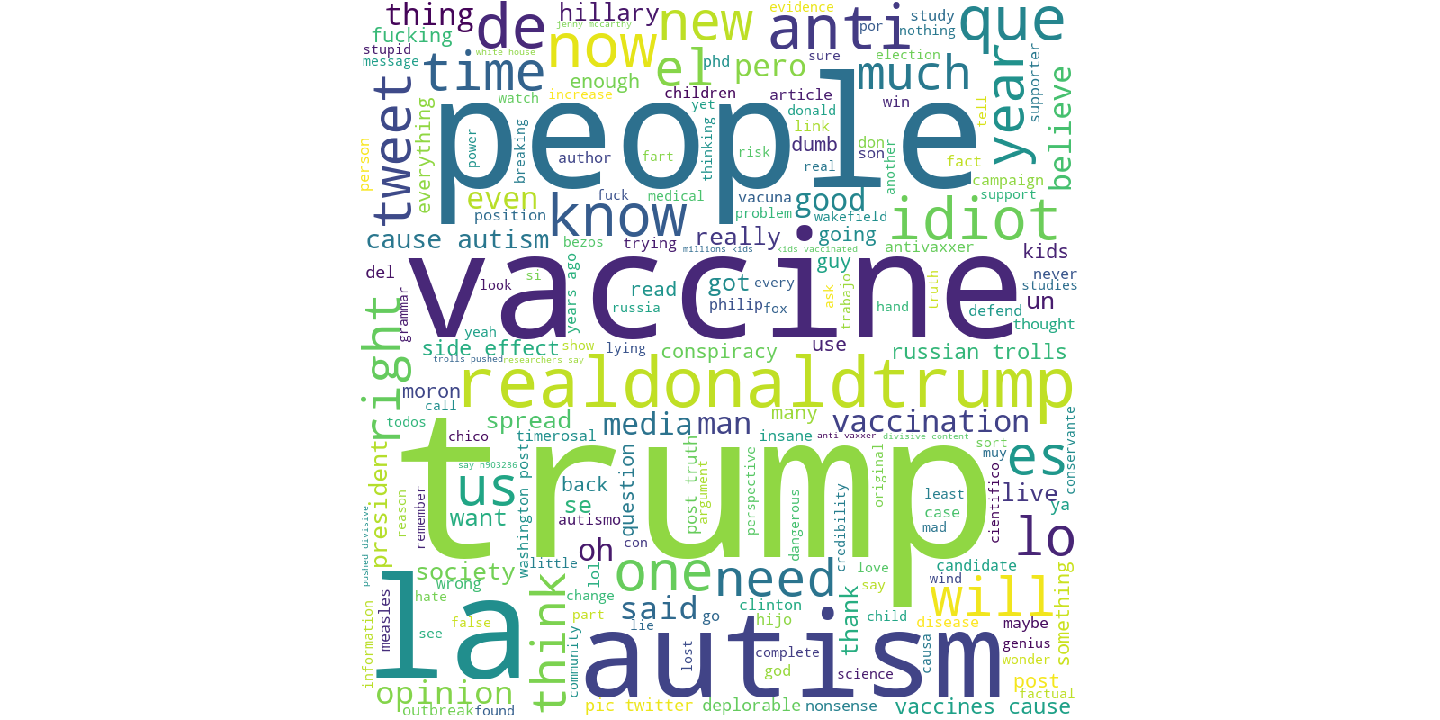 thing
de
hillary
new
evidence
anti
study
que
jenny mccarthy
fucking
now
por
nothing
stupid
white house
message
time
el
phd
pero
sure
election
much
year
supporter
enough
watch
increase
children
article
win
tell
believe
tweet
everything
yet
donald
link
people
person
power
breaking
author
fart
thinking
risk
dumb
real
don
son
another
fact
campaign
support
even
fuck
medical
vacuna
good
idiot
position
know
problem
wakefield
cause autism
bezos
trying
really
going
antivaxxer
kids
millions kids
kids vaccinated
del
look
vaccine
si
years ago
guy
never
studies
read
got
every
ask
trabajo
truth
un
grammar
russia
philip
fox
hand
defend
thought
yeah
right
side effect
show
lying
conspiracy
use
russian trolls
trolls pushed
researchers say
realdonaldtrump
moron
call
todos
spread
media
man
many
vaccination
conservante
chico
timerosal
insane
anti vaxxer
divisive content
sort
muy
es
trump
say n903286
president
reason
remember
us
want
washington post
back
se
question
post truth
argument
perspective
dangerous
credibility
original
least
case
mad
cientifico
live
ya
lo
autismo
con
oh
pushed divisive
society
little
lol
one
need
love
say
candidate
wind
will
something
wrong
hate
think
change
part
said
go
clinton
hijo
thank
child
disease
maybe
la
measles
false
see
community
lie
lost
autism
complete
god
science
causa
genius
wonder
information
opinion
post
factual
outbreak
found
pic twitter
deplorable
nonsense
vaccines cause